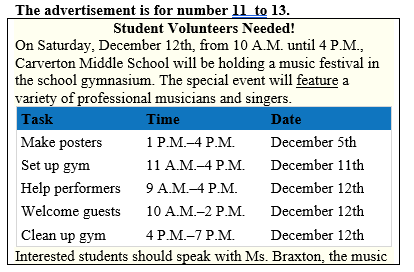 The advertisement is for number 11  to 13.
Student Volunteers Needed!
On Saturday, December 12th, from 10 A.M. until 4 P.M.,
Carverton Middle School will be holding a music festival in
the school gymnasium. The special event will feature a
variety of professional musicians and singers.
Task Time Date
Make posters 1 P.M.–4 P.M. December 5th
Set up gym 11 A.M.–4 P.M. December 11th
Help performers 9 A.M.–4 P.M. December 12th
Welcome guests 10 A.M.–2 P.M. December 12th
Clean up gym 4 P.M.–7 P.M. December 12th
Interested students should speak with Ms. Braxton, the music